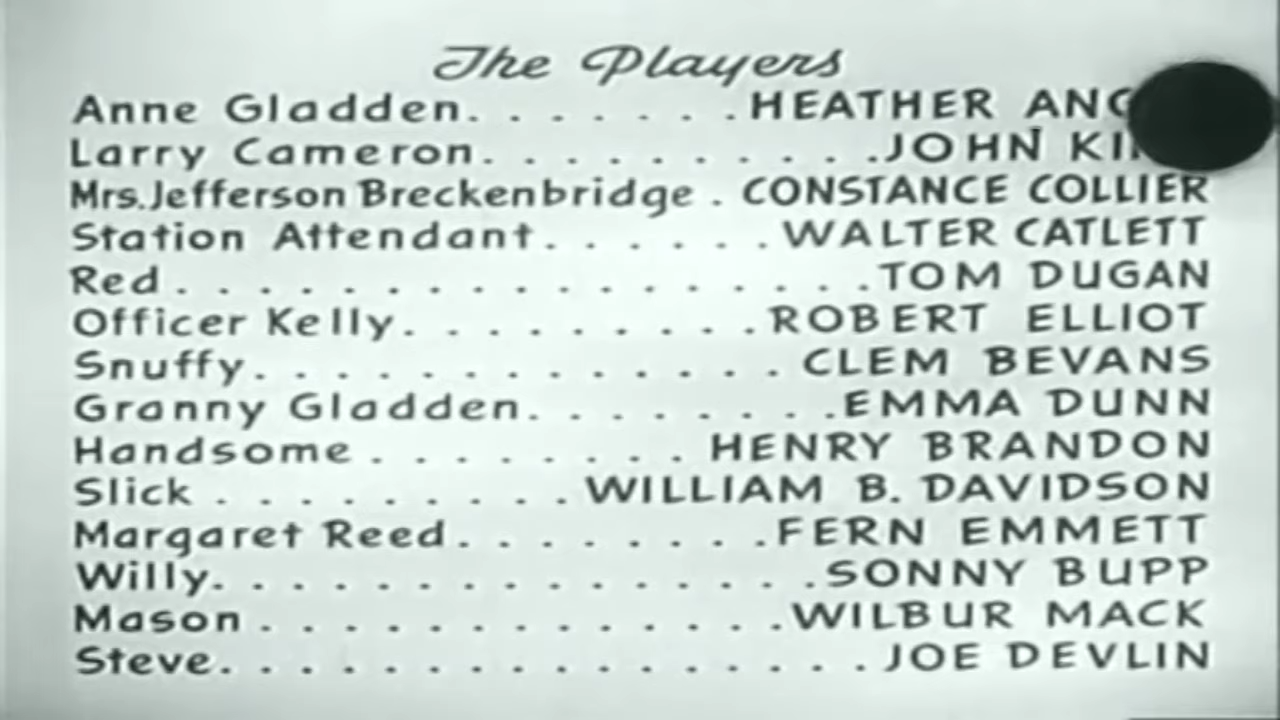 The Players
Anne Gladden. . . . . . . HEATHER
Larry Cameron. . . . . . . . . . JOHN
Mrs. Jefferson Breckenbridge . CONSTANCE COLLIER
Station Attendant. . . . . . WALTER CATLETT
Red . . . . . . . . . . . . . . . . . TOM DUGAN
Officer Kelly. . . . . . . . . ROBERT ELLIOT
Snuffy. . . . . . . . . . . . . CLEM BEVANS
Granny Gladden. . . . . . . . EMMA DUNN
Handsome . . . . . . . . HENRY BRANDON
Slick . . . . . . . . . WILLIAM B. DAVIDSON
Margaret Reed. . . . . . . . FERN EMMETT
Willy. . . . . . . . . . . . . . . SONNY BUPP
Mason . . . . . . . . . . . . . WILBUR MACK
Steve. . . . . . . . . . . . . . . . JOE DEVLIN